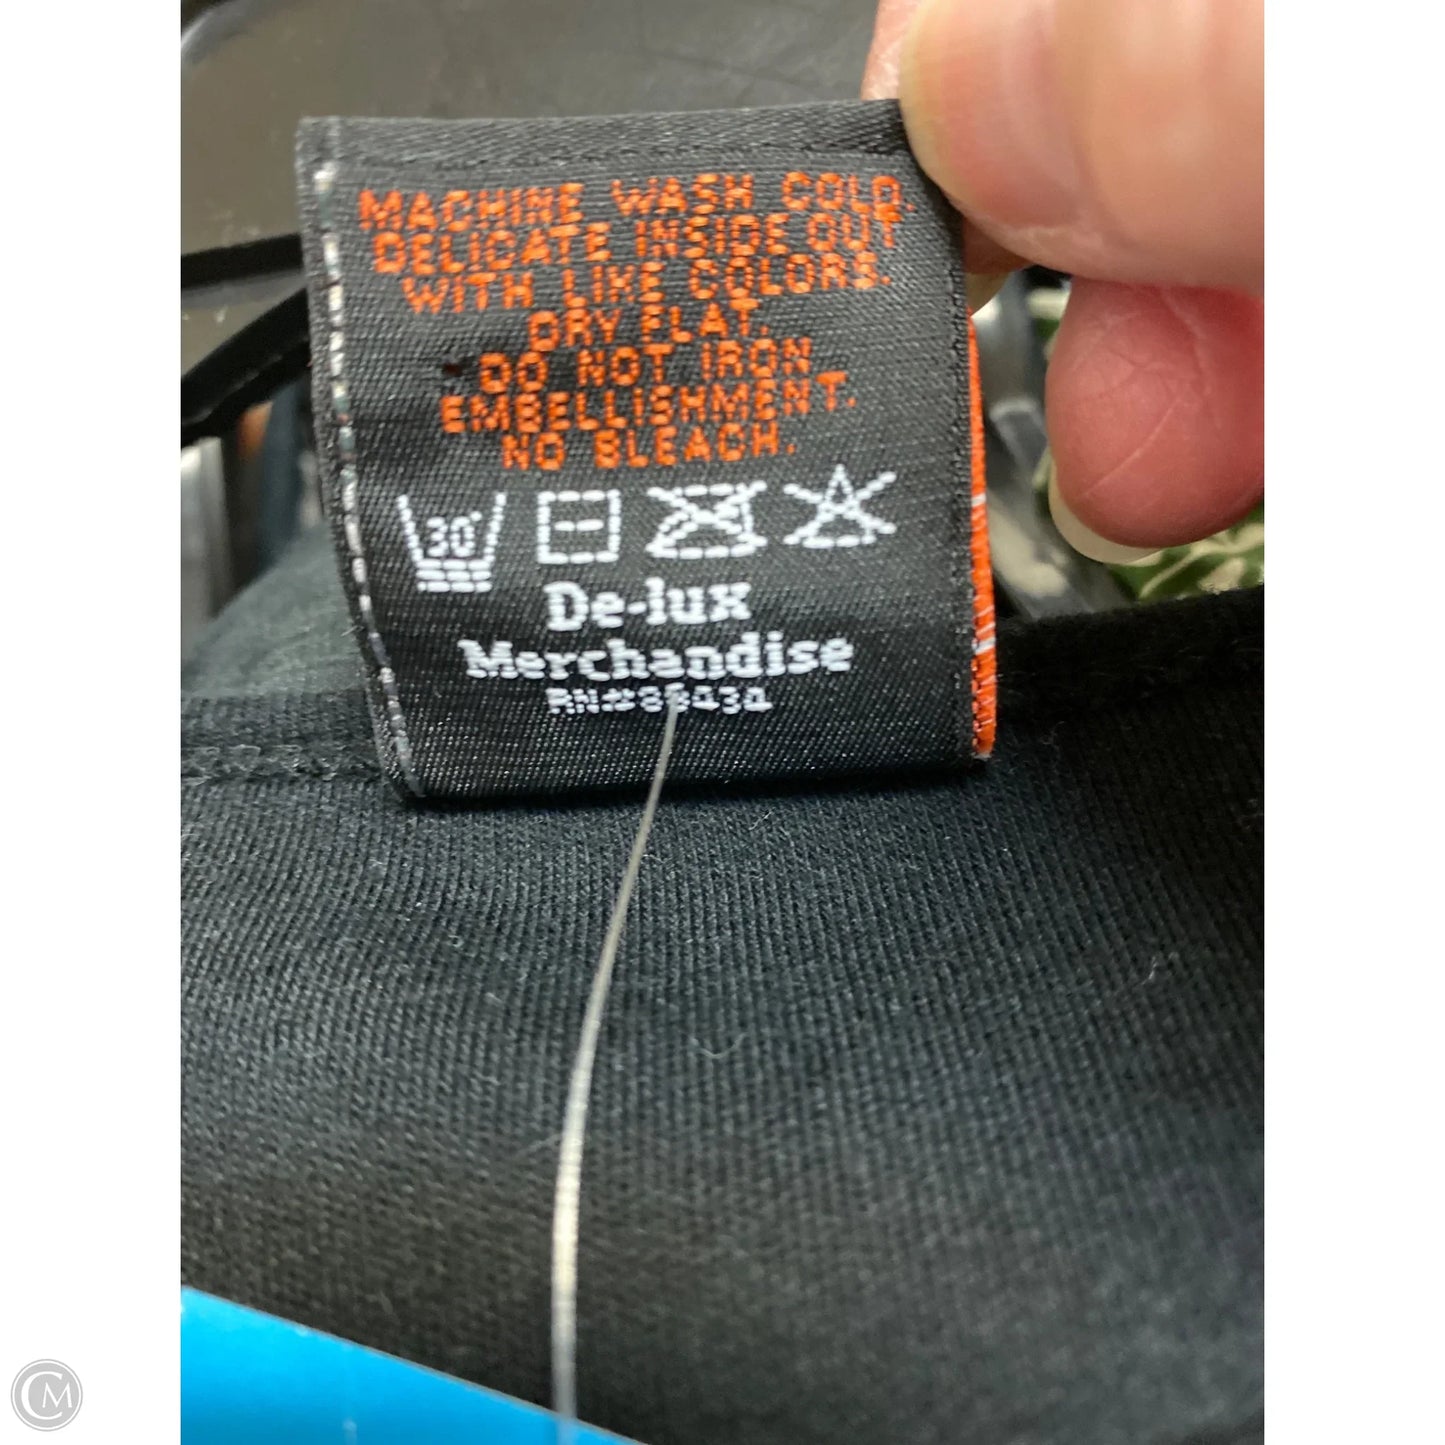 MACHINE WASH COLD.
DELICATE INSIDE OUT
WITH LIKE COLORS.
DRY FLAT.
DO NOT IRON
EMBELLISHMENT.
NO BLEACH.
30°
De-lux
Merchandise
CM